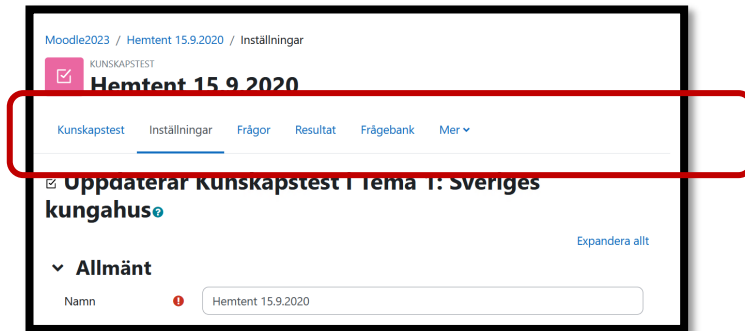 Moodle2023 / Hemtent 15.9.2020 / Inställningar
KUNSKAPSTEST
Hemtent 15.9.2020
Kunskapstest Inställningar Frågor Resultat Frågebank Mer
Uppdaterar Kunskapstest i Tema 1: Sveriges
kungahus
Expandera allt
Allmänt
Namn Hemtent 15.9.2020